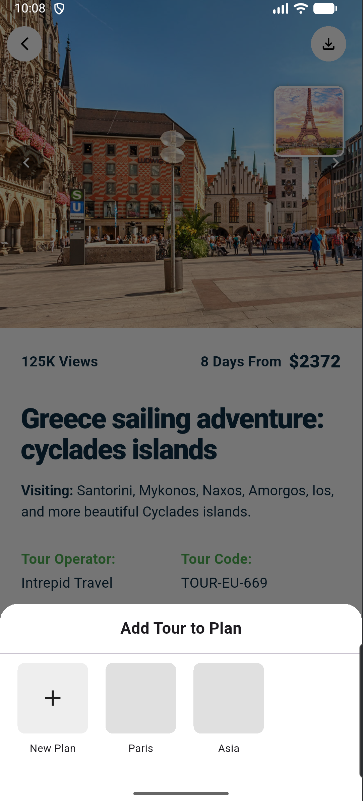 10:08
S
U
125K Views
8 Days From $2372
Greece sailing adventure:
cyclades islands
Visiting: Santorini, Mykonos, Naxos, Amorgos, Ios,
and more beautiful Cyclades islands.
Tour Operator:
Tour Code:
Intrepid Travel
TOUR-EU-669
Add Tour to Plan
New Plan
Paris
Asia